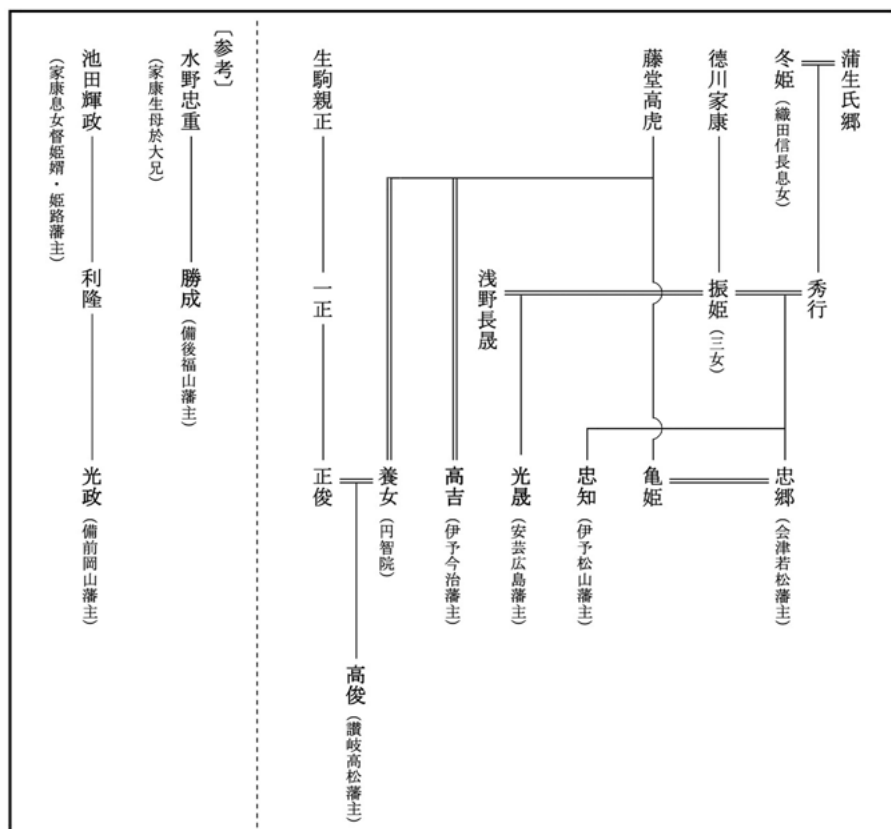 蒲生氏郷
冬姫(織田信長息女)
秀行
徳川家康
振姫(三女)
忠郷(会津若松藩主)
藤堂高虎
亀姫
忠知(伊予松山藩主)
浅野長晟
光晟(安芸広島藩主)
高吉(伊予今治藩主)
養女(円智院)
生駒親正
一正
正俊
高俊(讃岐高松藩主)
〔参考〕
水野忠重
(家康生母於大兄)
勝成(備後福山藩主)
池田輝政
(家康息女督姫婿・姫路藩主)
利隆
光政(備前岡山藩主)